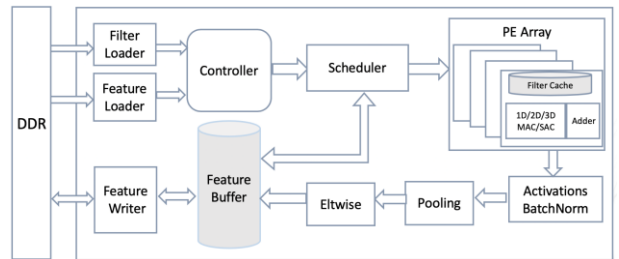 DDR
Filter
Loader
Feature
Loader
Controller
Scheduler
PE Array
Filter Cache
1D/2D/3D
MAC/SAC
Adder
Feature
Writer
Feature
Buffer
Eltwise
Pooling
Activations
BatchNorm